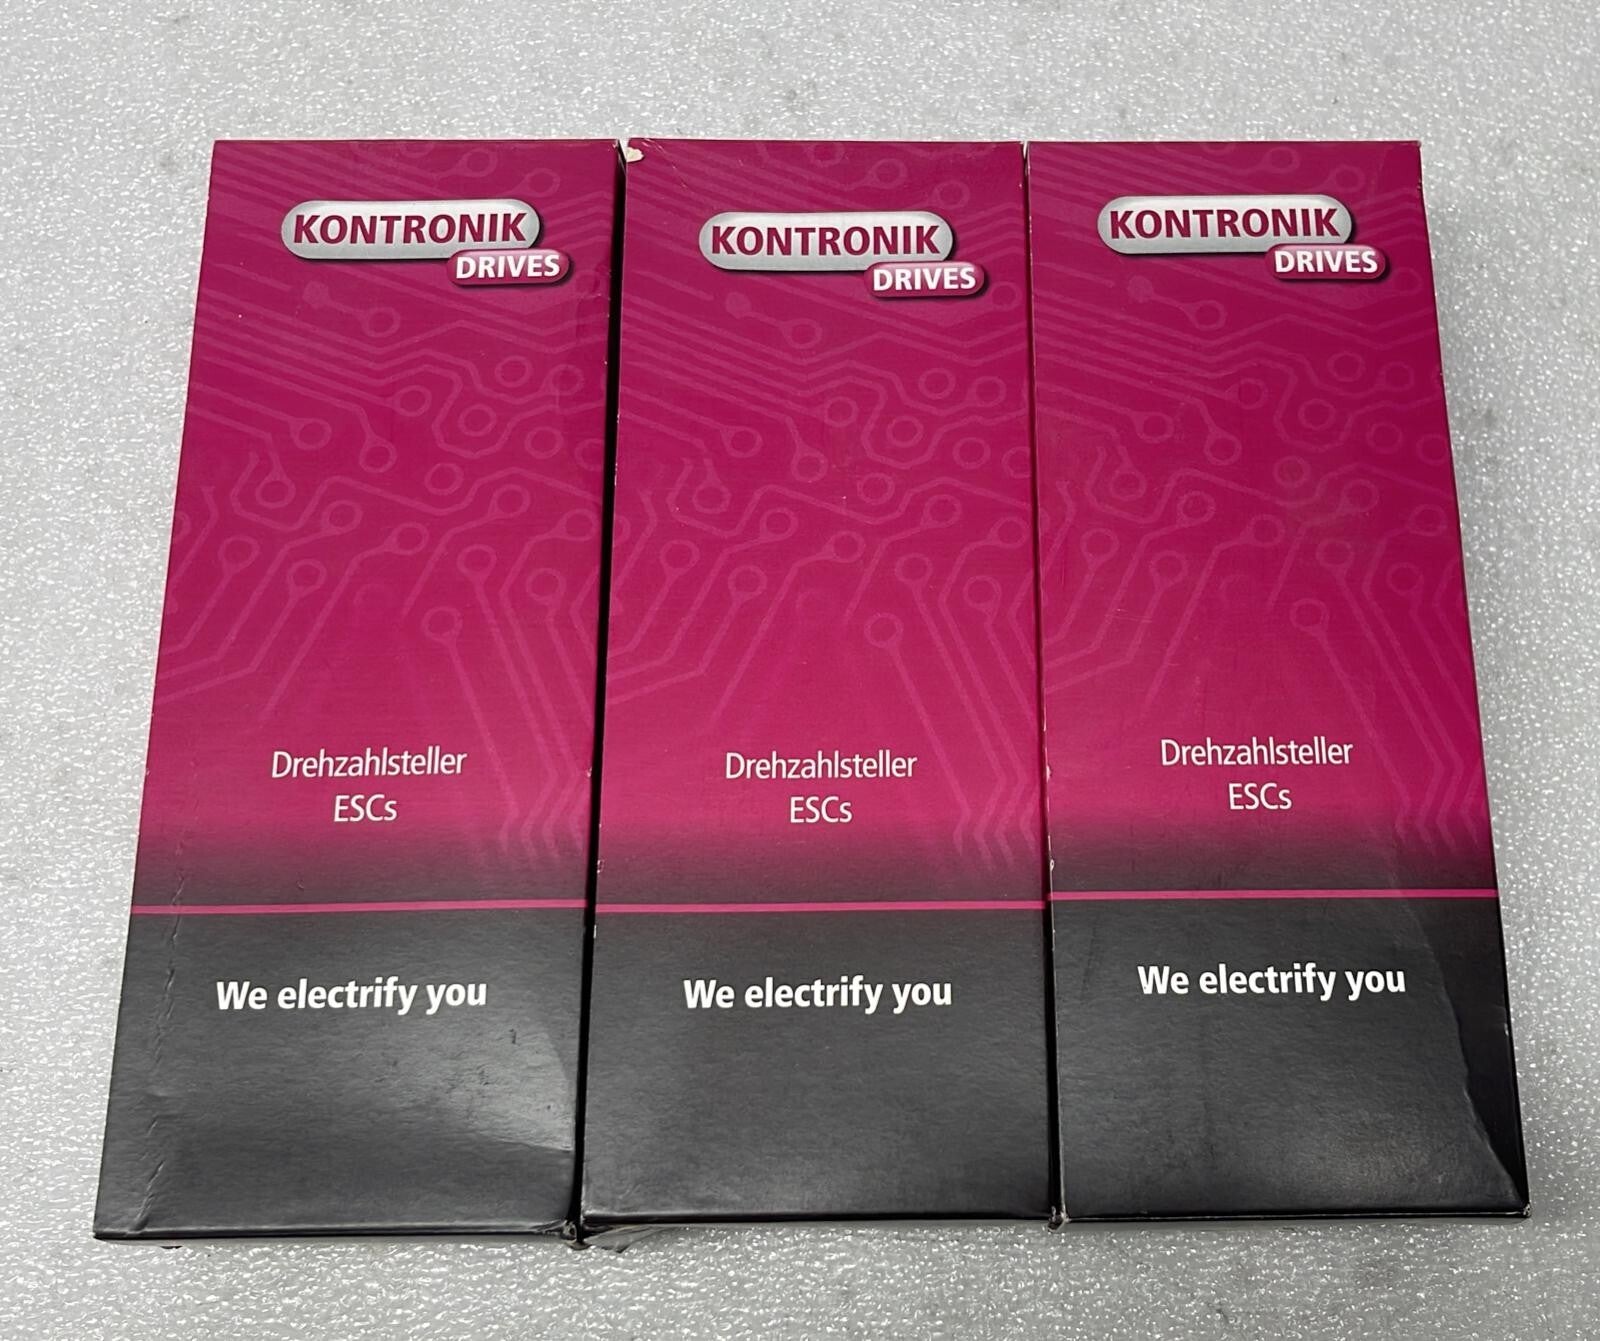 KONTRONIK
DRIVES
Drehzahlsteller
ESCs
We electrify you
KONTRONIK
DRIVES
Drehzahlsteller
ESCs
We electrify you
KONTRONIK
DRIVES
Drehzahlsteller
ESCs
We electrify you